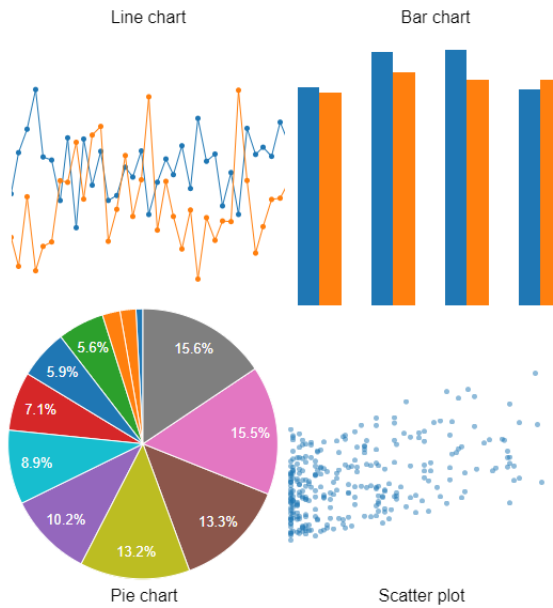 Line chart
Bar chart
15.6%
5.6%
5.9%
15.5%
7.1%
8.9%
10.2%
13.3%
13.2%
Pie chart
Scatter plot